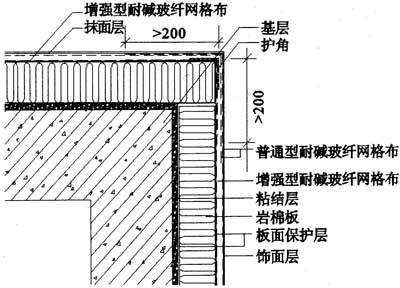 增强型耐碱玻纤网格布
抹面层
>200
基层
护角
>200
普通型耐碱玻纤网格布
增强型耐碱玻纤网格布
粘结层
岩棉板
板面保护层
饰面层